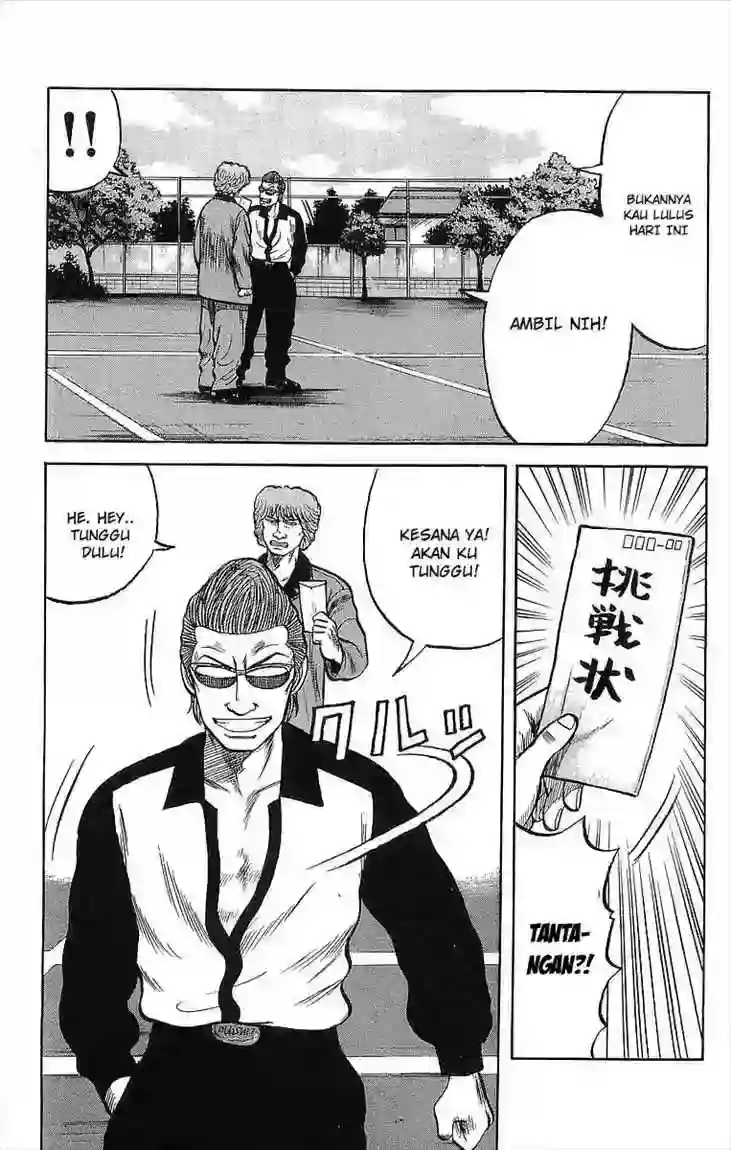 BUKANNYA
KAU LULUS
HARI INI
AMBIL NIH!
!!
挑戦状
TANTA-
NGAN?!
KESANA YA!
AKAN KU
TUNGGU!
HE. HEY..
TUNGGU
DULU!
クルッ